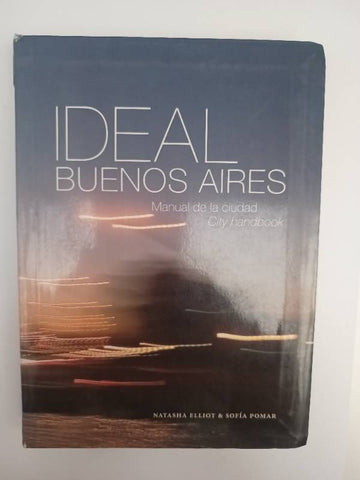 IDEAL
BUENOS AIRES
Manual de la ciudad
City handbook
NATASHA ELLIOT & SOFÍA POMAR